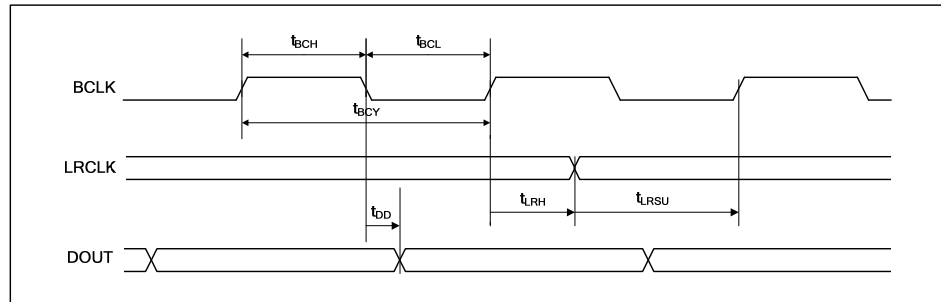 tBCH
tBCL
BCLK
tBCY
LRCLK
tLRH
tLRSU
tDD
DOUT